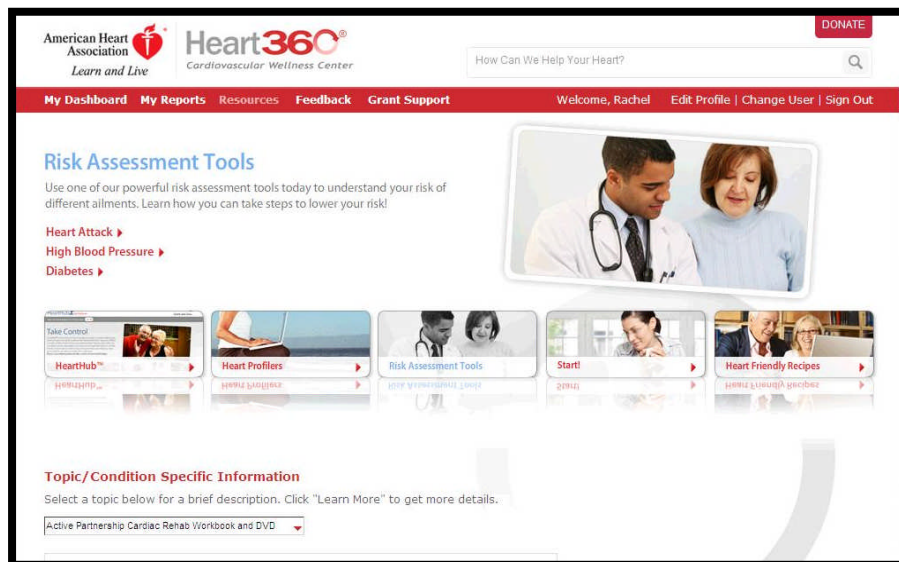 DONATE
American Heart
Association
Learn and Live
Heart360®
Cardiovascular Wellness Center
How Can We Help Your Heart?
My Dashboard My Reports Resources Feedback Grant Support Welcome, Rachel Edit Profile | Change User | Sign Out
Risk Assessment Tools
Use one of our powerful risk assessment tools today to understand your risk of
different ailments. Learn how you can take steps to lower your risk!
Heart Attack
High Blood Pressure
Diabetes
Take Control
HeartHub™ Heart Profilers Risk Assessment Tools Start! Heart Friendly Recipes
Topic/Condition Specific Information
Select a topic below for a brief description. Click "Learn More" to get more details.
Active Partnership Cardiac Rehab Workbook and DVD